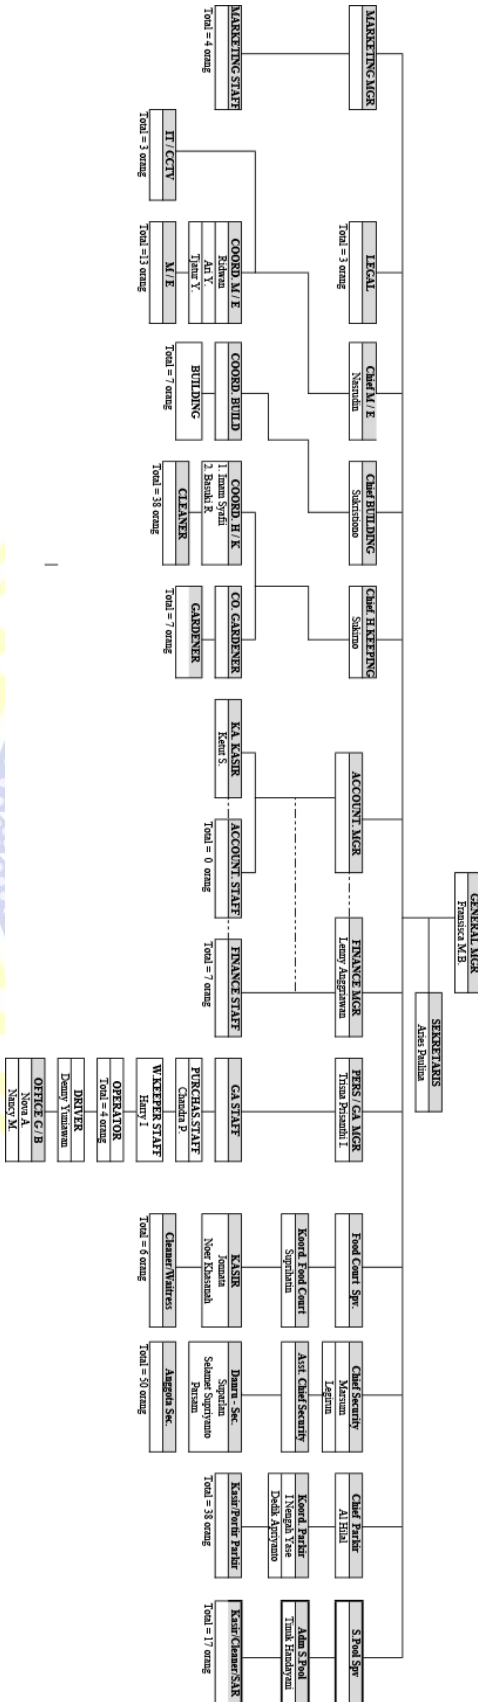 GENERAL MGR
Fransisca M.B.
SEKRETARIS
Aries Paulina
MARKETING MGR
LEGAL
Total = 3 orang
Chief M / E
Nasrudin
Chief BUILDING
Sukristiono
Chief. H.KEEPING
Sukirno
ACCOUNT. MGR
FINANCE MGR
Lenny Anggriawan
PERS / GA. MGR
Trisna Prisanthi I.
Food Court Spv.
Chief Security
Marsum
Legirun
Chief Parkir
Al Hilal
S.Pool Spv
Koord. Food Court
Suprihatin
Asst. Chief Security
Koord. Parkir
I Nengah Yase
Dedik Apriyanto
Adm S.Pool
Tinuk Handayani
MARKETING STAFF
Total = 4 orang
COORD. M / E
Ridwan
Ari Y.
Tjatur Y.
COORD. BUILD
COORD. H / K
1. Imam Syafii
2. Basuki R
CO. GARDENER
KA. KASIR
Ketut S.
ACCOUNT. STAFF
Total = 0 orang
FINANCE STAFF
Total = 7 orang
GA STAFF
KASIR
Jonnata
Noer Khasanah
Danru - Sec.
Suparlan
Selamet Supriyanto
Parsam
Kasir/Portir Parkir
Total = 38 orang
Kasir/Cleaner/SAR
Total = 17 orang
IT / CCTV
Total = 3 orang
M / E
Total =13 orang
BUILDING
Total = 7 orang
CLEANER
Total = 38 orang
GARDENER
Total = 7 orang
PURCHAS.STAFF
Chandra P.
W.KEEPER STAFF
Harry I
OPERATOR
Total = 4 orang
DRIVER
Denny Yuniawan
OFFICE G / B
Nova A.
Nancy M.
Cleaner/Waitress
Total = 6 orang
Anggota Sec.
Total = 50 orang